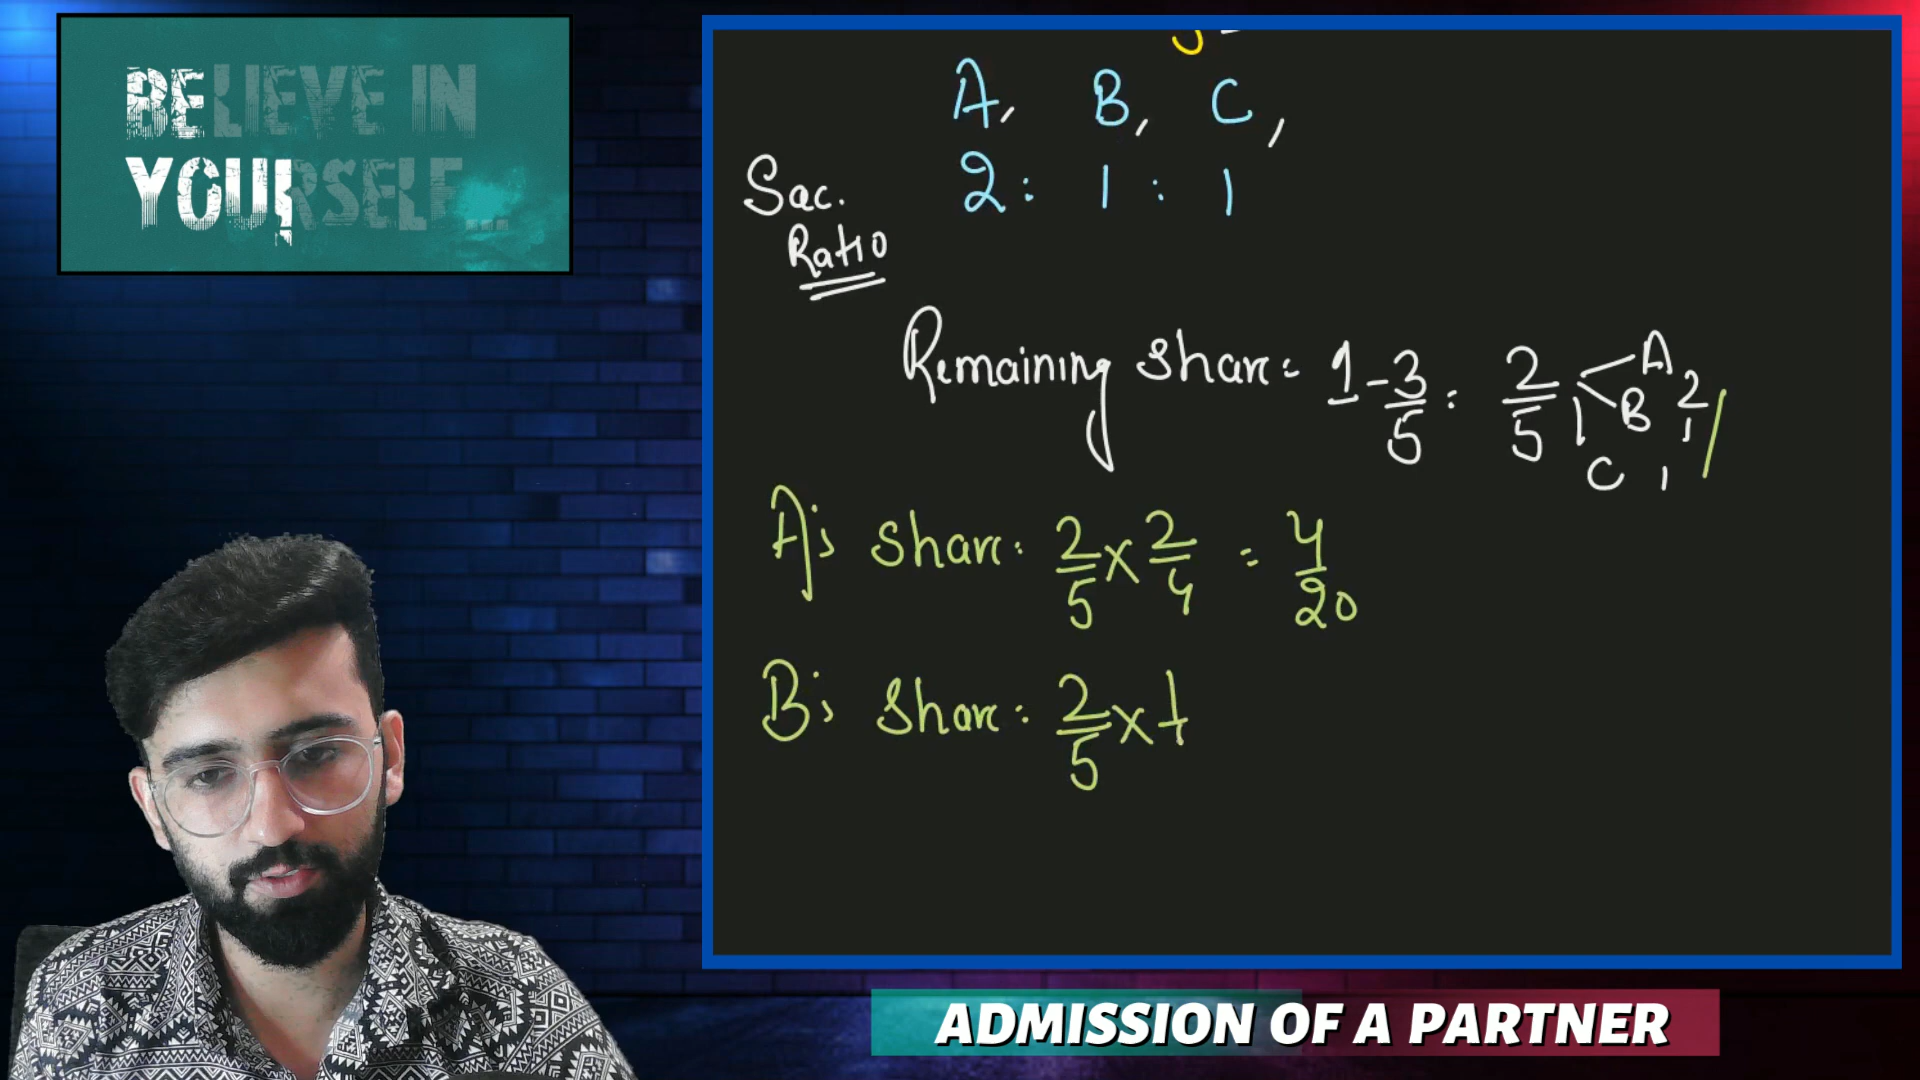 BELIEVE IN
YOURSELF...
A, B, C,
Sac. 2 : 1 : 1
Ratio
Remaining share = 1 - 3/5 = 2/5 A 2
B 1
C 1
A's share = 2/5 x 2/4 = 4/20
B's share = 2/5 x 1
ADMISSION OF A PARTNER